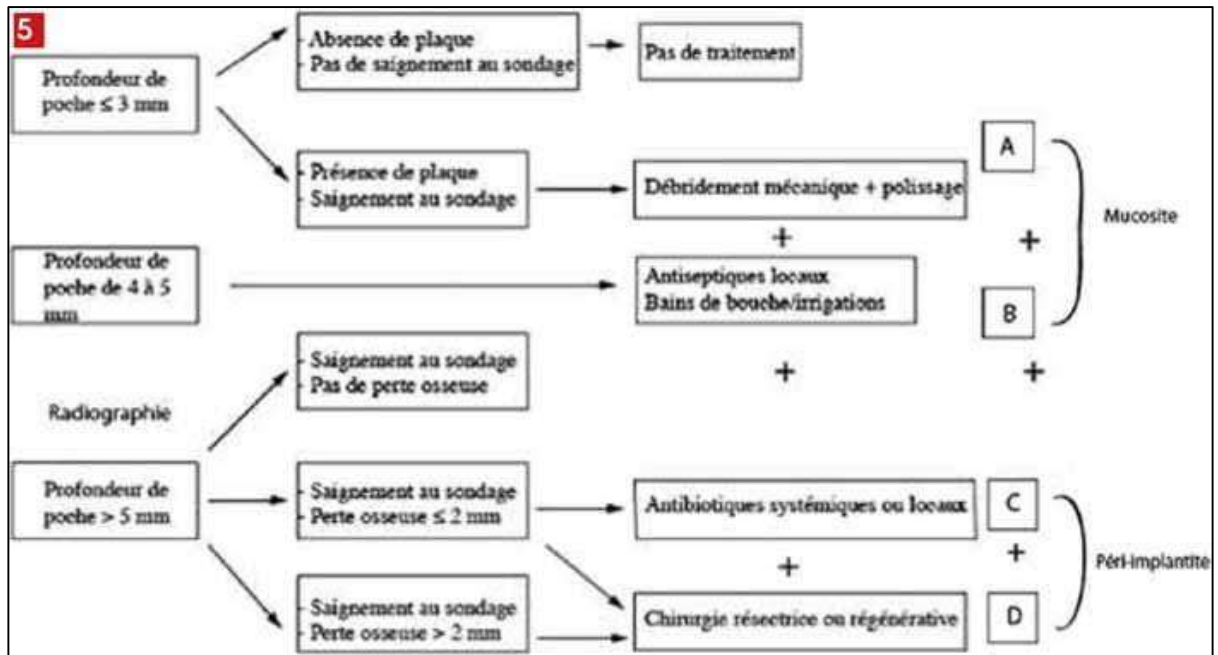 5
Profondeur de
poche ≤ 3 mm
- Absence de plaque
- Pas de saignement au sondage
Pas de traitement
- Présence de plaque
- Saignement au sondage
Débridement mécanique + polissage
A
+
+
Mucosite
Profondeur de
poche de 4 à 5
mm
Antiseptiques locaux
Bains de bouche/irrigations
B
+
+
- Saignement au sondage
- Pas de perte osseuse
Radiographie
Profondeur de
poche > 5 mm
- Saignement au sondage
- Perte osseuse ≤ 2 mm
Antibiotiques systémiques ou locaux
C
+
+
Péri-implantite
- Saignement au sondage
- Perte osseuse > 2 mm
Chirurgie résectrice ou régénérative
D